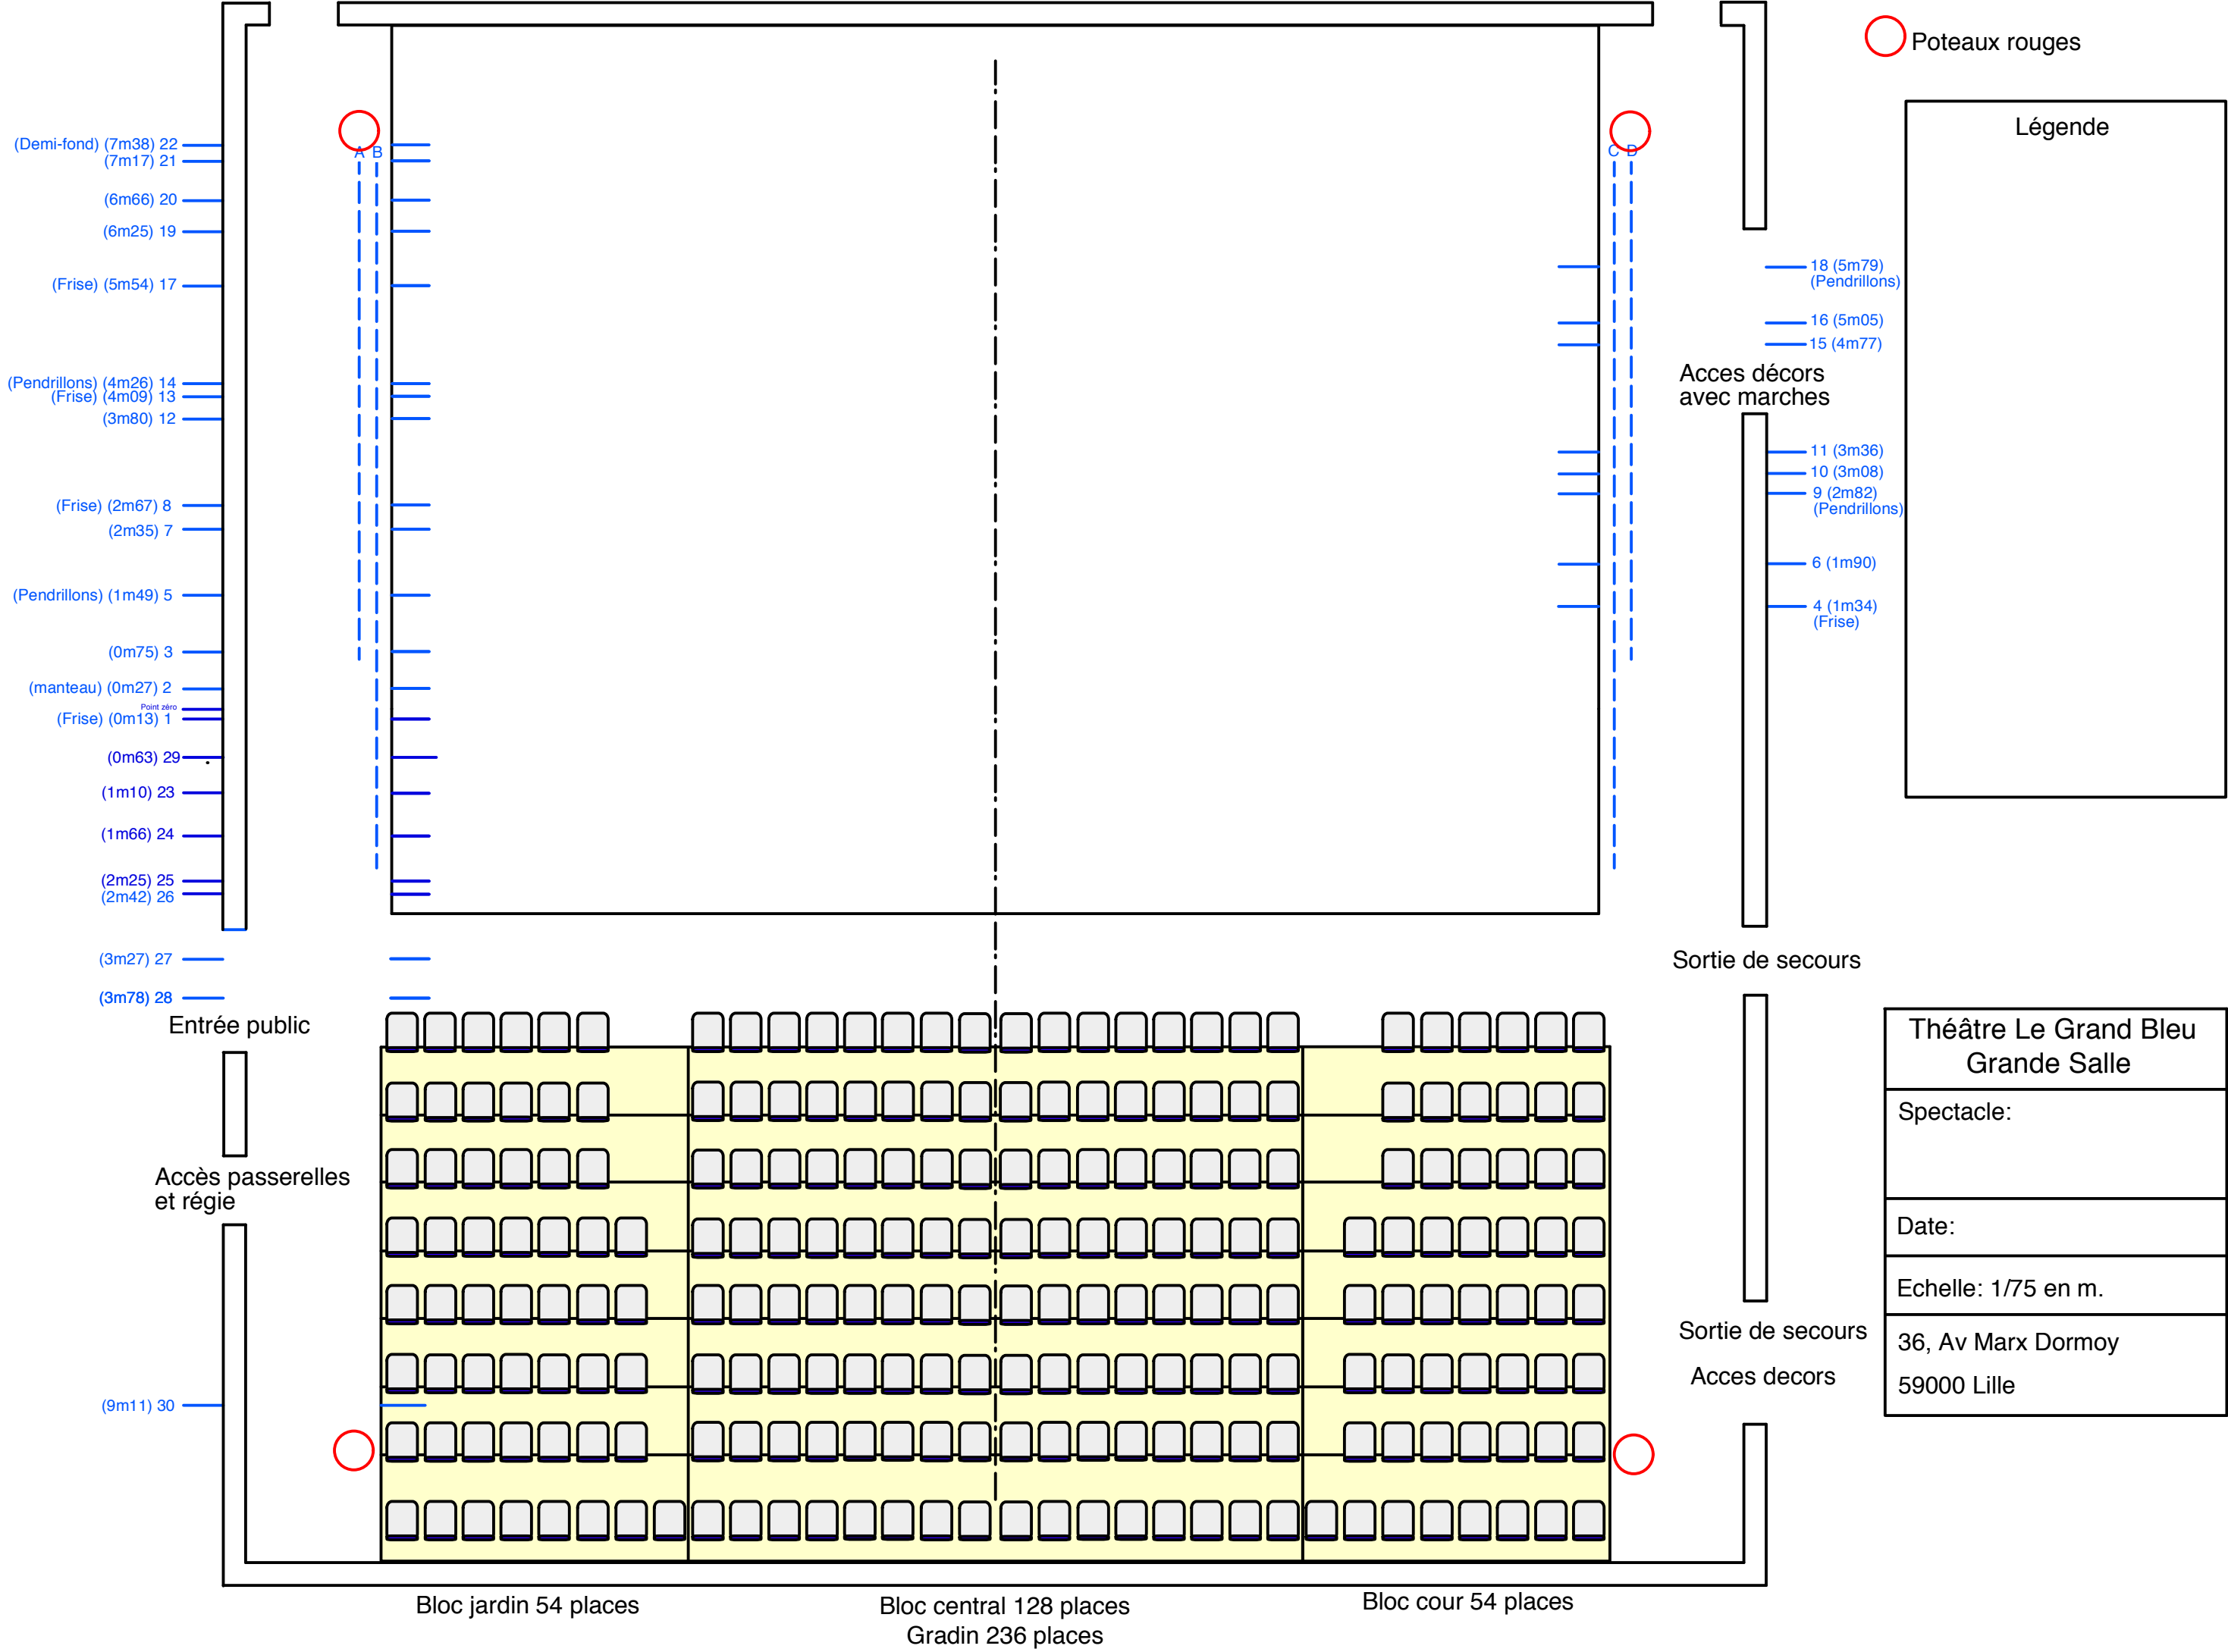 Poteaux rouges
Légende
(Demi-fond) (7m38) 22
(7m17) 21
(6m66) 20
(6m25) 19
(Frise) (5m54) 17
(Pendrillons) (4m26) 14
(Frise) (4m09) 13
(3m80) 12
(Frise) (2m67) 8
(2m35) 7
(Pendrillons) (1m49) 5
(0m75) 3
(manteau) (0m27) 2
Point zéro
(Frise) (0m13) 1
(0m63) 29
(1m10) 23
(1m66) 24
(2m25) 25
(2m42) 26
(3m27) 27
(3m78) 28
Entrée public
Accès passerelles
et régie
(9m11) 30
A B
C D
18 (5m79)
(Pendrillons)
16 (5m05)
15 (4m77)
Acces décors
avec marches
11 (3m36)
10 (3m08)
9 (2m82)
(Pendrillons)
6 (1m90)
4 (1m34)
(Frise)
Sortie de secours
Sortie de secours
Acces decors
Théâtre Le Grand Bleu
Grande Salle
Spectacle:
Date:
Echelle: 1/75 en m.
36, Av Marx Dormoy
59000 Lille
Bloc jardin 54 places
Bloc central 128 places
Bloc cour 54 places
Gradin 236 places